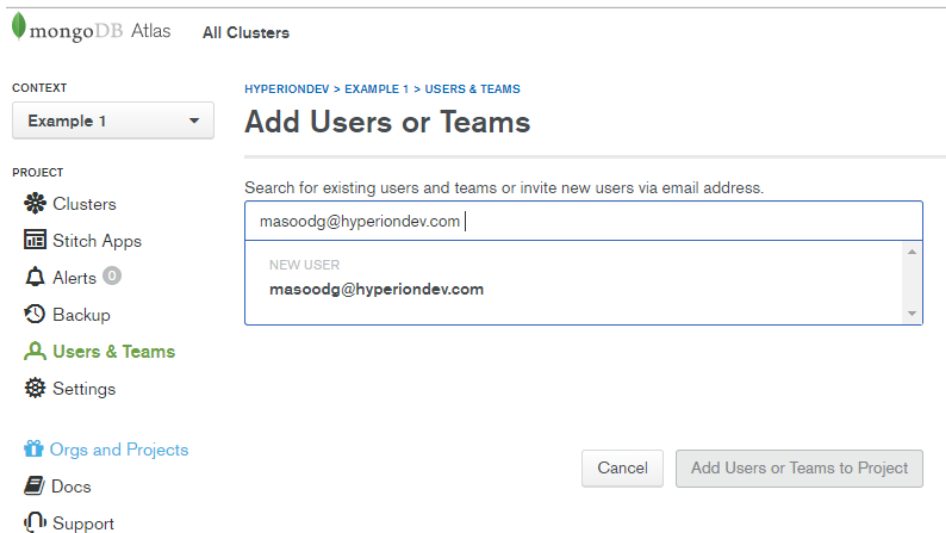 mongoDB Atlas All Clusters
CONTEXT
Example 1
PROJECT
Clusters
Stitch Apps
Alerts 0
Backup
Users & Teams
Settings
Orgs and Projects
Docs
Support
HYPERIONDEV > EXAMPLE 1 > USERS & TEAMS
Add Users or Teams
Search for existing users and teams or invite new users via email address.
masoodg@hyperiondev.com
NEW USER
masoodg@hyperiondev.com
Cancel Add Users or Teams to Project